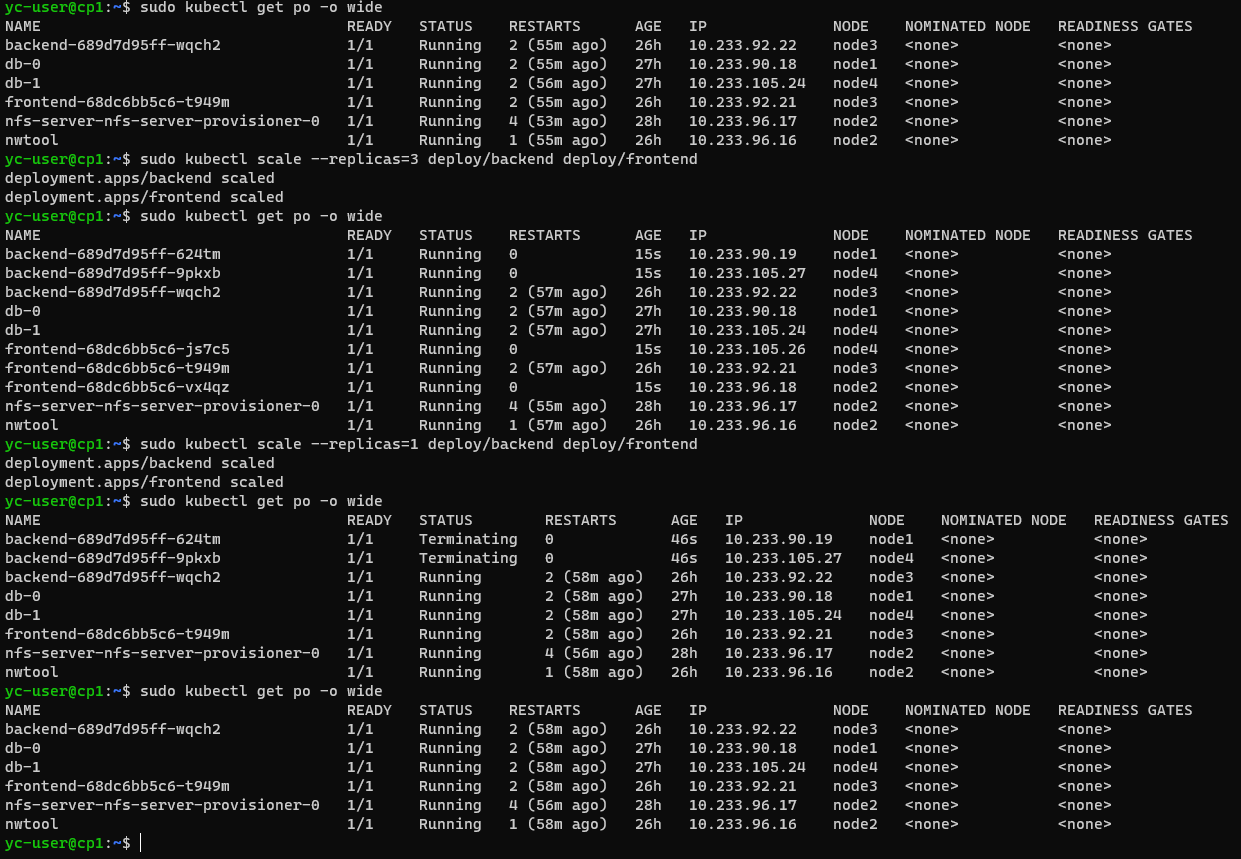 yc-user@cp1:~$ sudo kubectl get po -o wide
NAME READY STATUS RESTARTS AGE IP NODE NOMINATED NODE READINESS GATES
backend-689d7d95ff-wqch2 1/1 Running 2 (55m ago) 26h 10.233.92.22 node3 <none> <none>
db-0 1/1 Running 2 (55m ago) 27h 10.233.90.18 node1 <none> <none>
db-1 1/1 Running 2 (56m ago) 27h 10.233.105.24 node4 <none> <none>
frontend-68dc6bb5c6-t949m 1/1 Running 2 (55m ago) 26h 10.233.92.21 node3 <none> <none>
nfs-server-nfs-server-provisioner-0 1/1 Running 4 (53m ago) 28h 10.233.96.17 node2 <none> <none>
nwtool 1/1 Running 1 (55m ago) 26h 10.233.96.16 node2 <none> <none>
yc-user@cp1:~$ sudo kubectl scale --replicas=3 deploy/backend deploy/frontend
deployment.apps/backend scaled
deployment.apps/frontend scaled
yc-user@cp1:~$ sudo kubectl get po -o wide
NAME READY STATUS RESTARTS AGE IP NODE NOMINATED NODE READINESS GATES
backend-689d7d95ff-624tm 1/1 Running 0 15s 10.233.90.19 node1 <none> <none>
backend-689d7d95ff-9pkxb 1/1 Running 0 15s 10.233.105.27 node4 <none> <none>
backend-689d7d95ff-wqch2 1/1 Running 2 (57m ago) 26h 10.233.92.22 node3 <none> <none>
db-0 1/1 Running 2 (57m ago) 27h 10.233.90.18 node1 <none> <none>
db-1 1/1 Running 2 (57m ago) 27h 10.233.105.24 node4 <none> <none>
frontend-68dc6bb5c6-js7c5 1/1 Running 0 15s 10.233.105.26 node4 <none> <none>
frontend-68dc6bb5c6-t949m 1/1 Running 2 (57m ago) 26h 10.233.92.21 node3 <none> <none>
frontend-68dc6bb5c6-vx4qz 1/1 Running 0 15s 10.233.96.18 node2 <none> <none>
nfs-server-nfs-server-provisioner-0 1/1 Running 4 (55m ago) 28h 10.233.96.17 node2 <none> <none>
nwtool 1/1 Running 1 (57m ago) 26h 10.233.96.16 node2 <none> <none>
yc-user@cp1:~$ sudo kubectl scale --replicas=1 deploy/backend deploy/frontend
deployment.apps/backend scaled
deployment.apps/frontend scaled
yc-user@cp1:~$ sudo kubectl get po -o wide
NAME READY STATUS RESTARTS AGE IP NODE NOMINATED NODE READINESS GATES
backend-689d7d95ff-624tm 1/1 Terminating 0 46s 10.233.90.19 node1 <none> <none>
backend-689d7d95ff-9pkxb 1/1 Terminating 0 46s 10.233.105.27 node4 <none> <none>
backend-689d7d95ff-wqch2 1/1 Running 2 (58m ago) 26h 10.233.92.22 node3 <none> <none>
db-0 1/1 Running 2 (58m ago) 27h 10.233.90.18 node1 <none> <none>
db-1 1/1 Running 2 (58m ago) 27h 10.233.105.24 node4 <none> <none>
frontend-68dc6bb5c6-t949m 1/1 Running 2 (58m ago) 26h 10.233.92.21 node3 <none> <none>
nfs-server-nfs-server-provisioner-0 1/1 Running 4 (56m ago) 28h 10.233.96.17 node2 <none> <none>
nwtool 1/1 Running 1 (58m ago) 26h 10.233.96.16 node2 <none> <none>
yc-user@cp1:~$ sudo kubectl get po -o wide
NAME READY STATUS RESTARTS AGE IP NODE NOMINATED NODE READINESS GATES
backend-689d7d95ff-wqch2 1/1 Running 2 (58m ago) 26h 10.233.92.22 node3 <none> <none>
db-0 1/1 Running 2 (58m ago) 27h 10.233.90.18 node1 <none> <none>
db-1 1/1 Running 2 (58m ago) 27h 10.233.105.24 node4 <none> <none>
frontend-68dc6bb5c6-t949m 1/1 Running 2 (58m ago) 26h 10.233.92.21 node3 <none> <none>
nfs-server-nfs-server-provisioner-0 1/1 Running 4 (56m ago) 28h 10.233.96.17 node2 <none> <none>
nwtool 1/1 Running 1 (58m ago) 26h 10.233.96.16 node2 <none> <none>
yc-user@cp1:~$